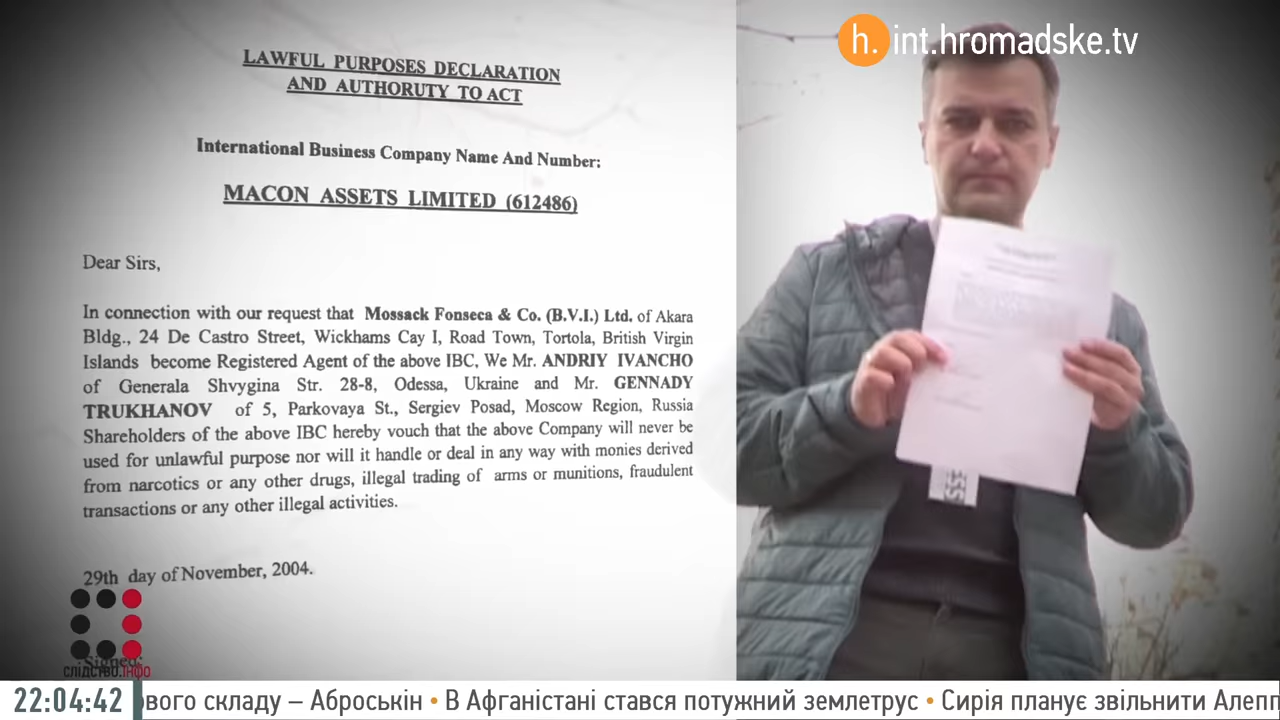 h. int.hromadske.tv
LAWFUL PURPOSES DECLARATION
AND AUTHORUTY TO ACT
International Business Company Name And Number:
MACON ASSETS LIMITED (612486)
Dear Sirs,
In connection with our request that Mossack Fonseca & Co. (B.V.I.) Ltd. of Akara
Bldg., 24 De Castro Street, Wickhams Cay I, Road Town, Tortola, British Virgin
Islands become Registered Agent of the above IBC, We Mr. ANDRIY IVANCHO
of Generala Shvygina Str. 28-8, Odessa, Ukraine and Mr. GENNADY
TRUKHANOV of 5, Parkovaya St., Sergiev Posad, Moscow Region, Russia
Shareholders of the above IBC hereby vouch that the above Company will never be
used for unlawful purpose nor will it handle or deal in any way with monies derived
from narcotics or any other drugs, illegal trading of arms or munitions, fraudulent
transactions or any other illegal activities.
29th day of November, 2004.
Signed:
СЛІДСТВО.ІНФО
ESS
22:04:42 ового складу – Аброськін • В Афганістані стався потужний землетрус • Сирія планує звільнити Алепп